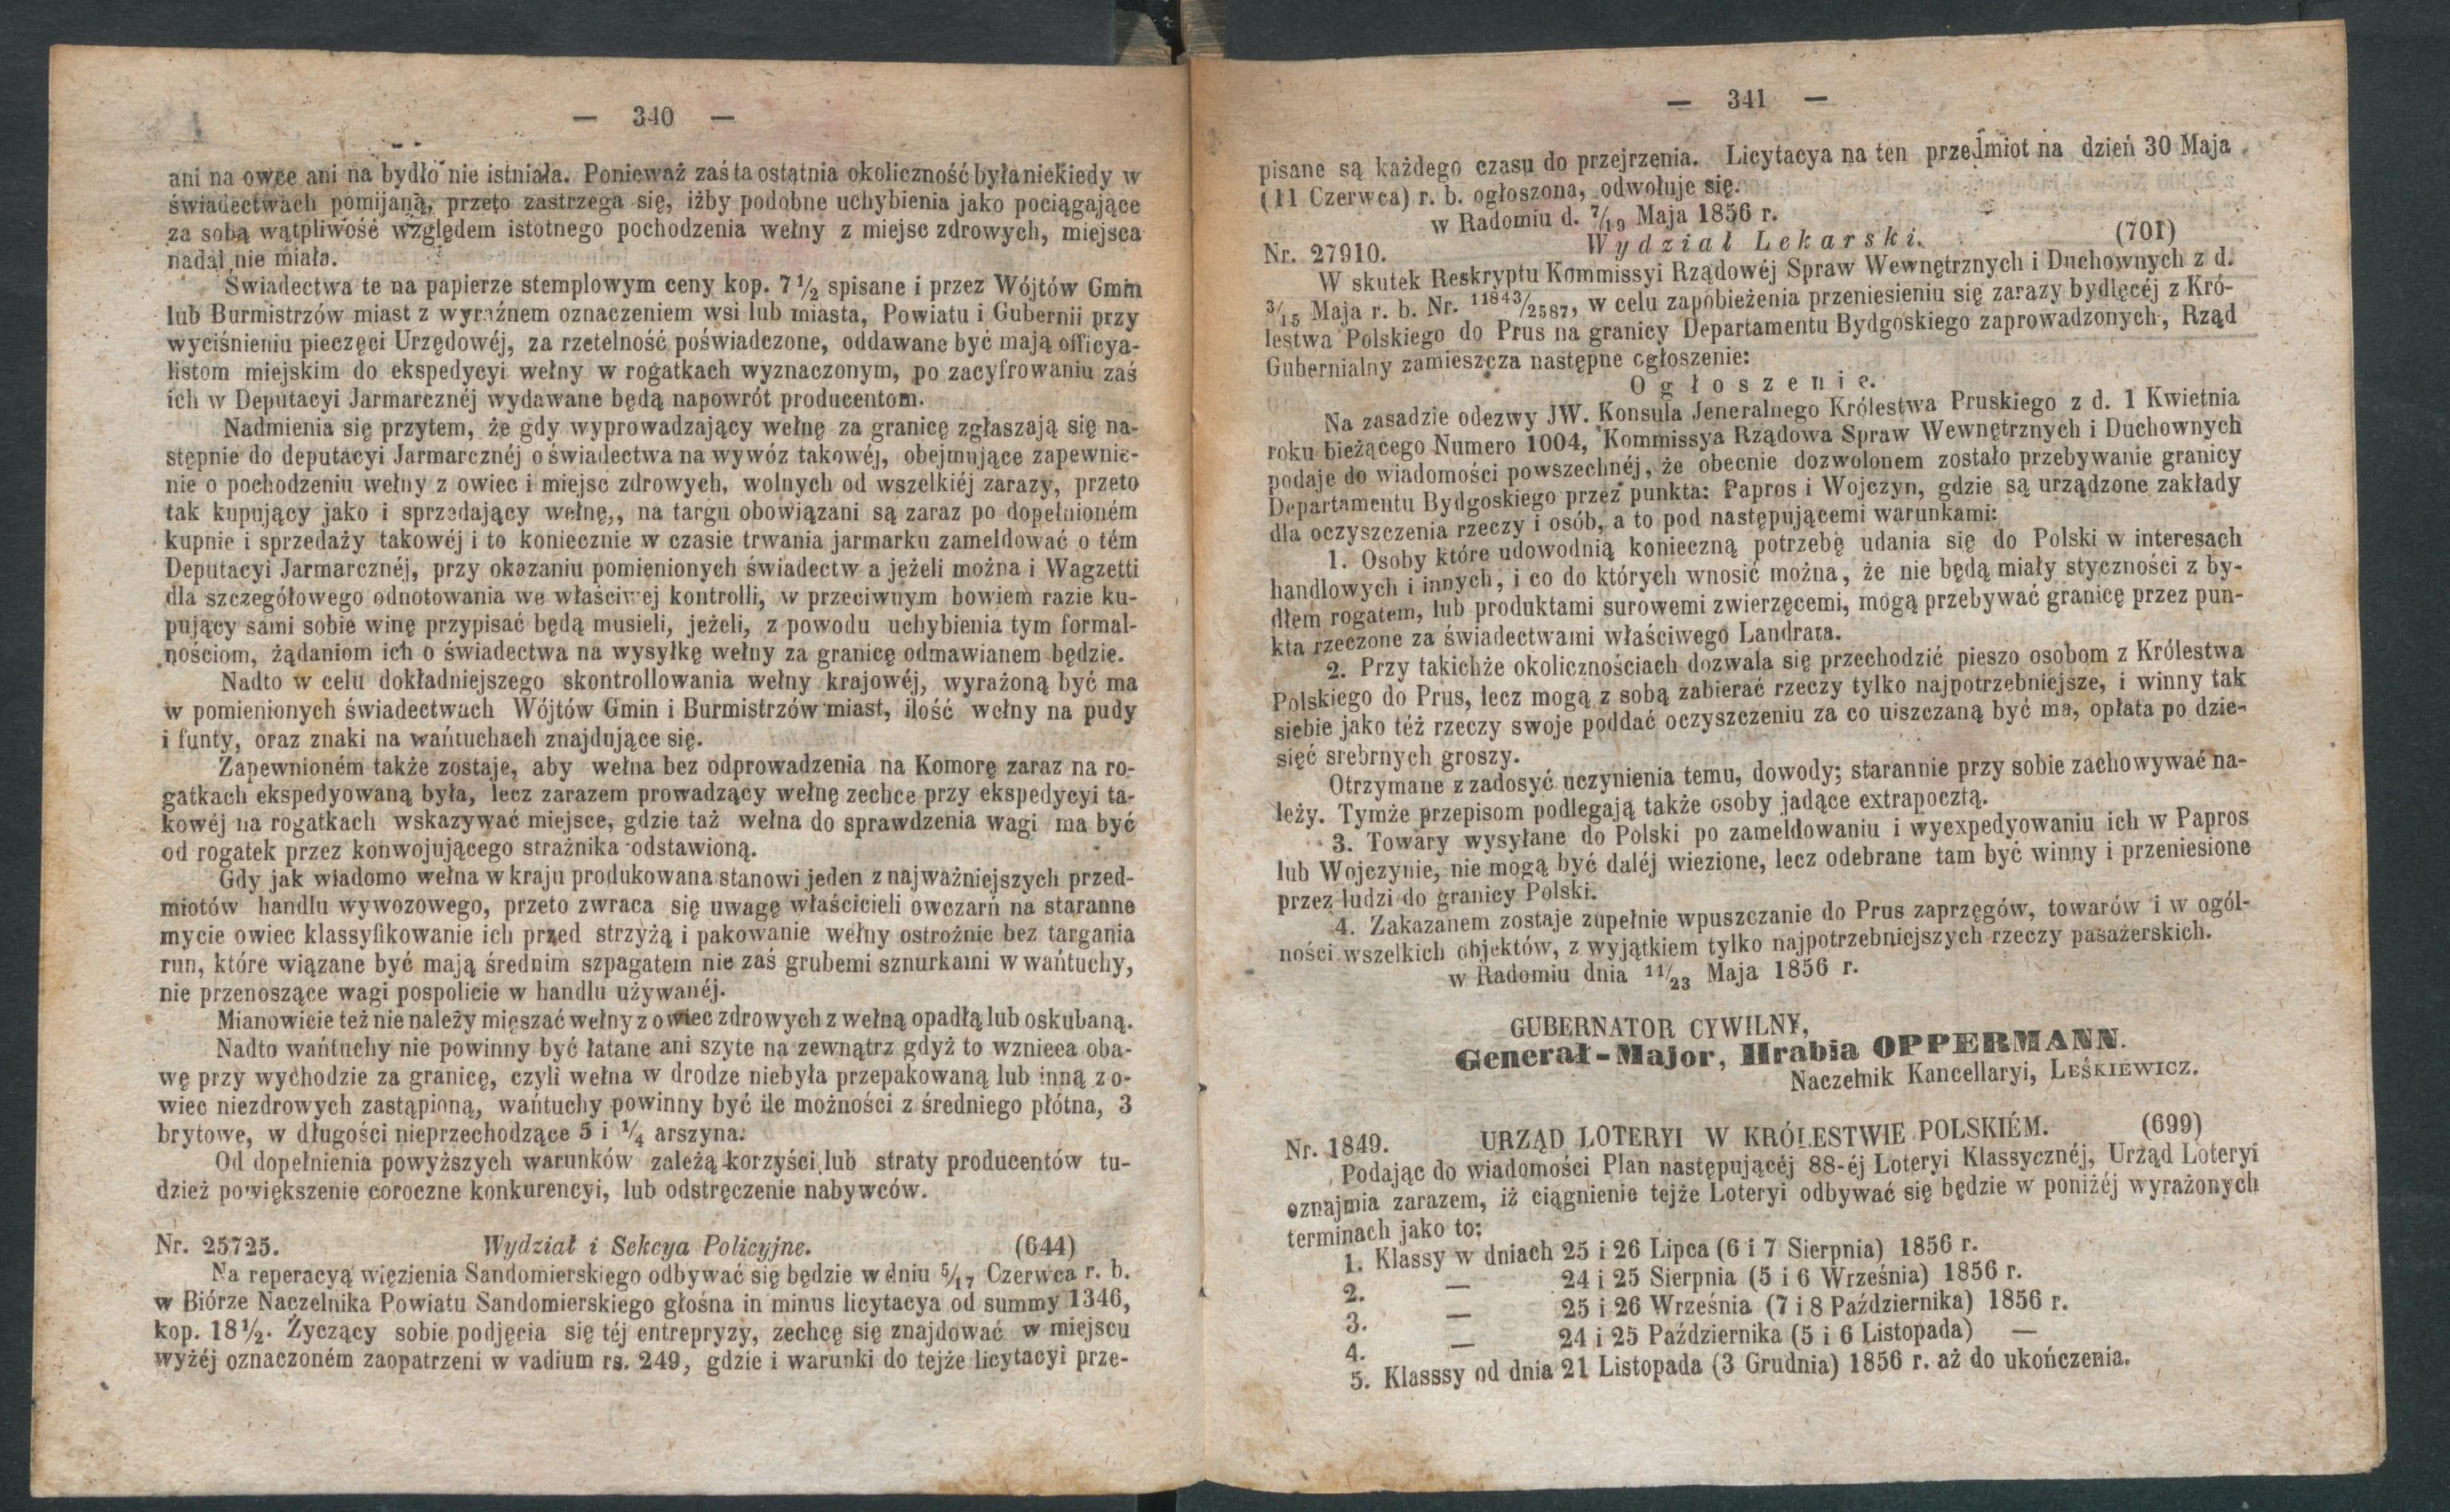 — 340 —
ani na owce ani na bydło nie istniała. Ponieważ zaś ta ostatnia okoliczność była niekiedy w
świadectwach pomijaną, przeto zastrzega się, iżby podobne uchybienia jako pociągające
za sobą wątpliwość względem istotnego pochodzenia wełny z miejsc zdrowych, miejsca
nadal nie miała.
Świadectwa te na papierze stemplowym ceny kop. 7½ spisane i przez Wójtów Gmin
lub Burmistrzów miast z wyraźnem oznaczeniem wsi lub miasta, Powiatu i Gubernii przy
wyciśnieniu pieczęci Urzędowéj, za rzetelność poświadczone, oddawane być mają officya-
listom miejskim do ekspedycyi wełny w rogatkach wyznaczonym, po zacyfrowaniu zaś
ich w Deputacyi Jarmarcznéj wydawane będą napowrót producentom.
Nadmienia się przytem, że gdy wyprowadzający wełnę za granicę zgłaszają się na-
stępnie do deputacyi Jarmarcznéj o świadectwa na wywóz takowéj, obejmujące zapewnie-
nie o pochodzeniu wełny z owiec i miejsc zdrowych, wolnych od wszelkiéj zarazy, przeto
tak kupujący jako i sprzedający wełnę,, na targu obowiązani są zaraz po dopełnioném
kupnie i sprzedaży takowéj i to koniecznie w czasie trwania jarmarku zameldować o tém
Deputacyi Jarmarcznéj, przy okazaniu pomienionych świadectw a jeżeli można i Wagzetti
dla szczegółowego odnotowania we właściwej kontrolli, w przeciwnym bowiem razie ku-
pujący sami sobie winę przypisać będą musieli, jeżeli, z powodu uchybienia tym formal-
nościom, żądaniom ich o świadectwa na wysyłkę wełny za granicę odmawianem będzie.
Nadto w celu dokładniejszego skontrollowania wełny krajowéj, wyrażoną być ma
w pomienionych świadectwach Wójtów Gmin i Burmistrzów miast, ilość wełny na pudy
i funty, oraz znaki na wańtuchach znajdujące się.
Zapewnioném także zostaje, aby wełna bez odprowadzenia na Komorę zaraz na ro-
gatkach ekspedyowaną była, lecz zarazem prowadzący wełnę zechce przy ekspedycyi ta-
kowéj na rogatkach wskazywać miejsce, gdzie taż wełna do sprawdzenia wagi ma być
od rogatek przez konwojującego strażnika odstawioną.
Gdy jak wiadomo wełna w kraju produkowana stanowi jeden z najważniejszych przed-
miotów handlu wywozowego, przeto zwraca się uwagę właścicieli owczarń na staranne
mycie owiec klassyfikowanie ich przed strzyżą i pakowanie wełny ostrożnie bez targania
run, które wiązane być mają średnim szpagatem nie zaś grubemi sznurkami w wańtuchy,
nie przenoszące wagi pospolicie w handlu używanéj.
Mianowicie też nie należy mięszać wełny z owiec zdrowych z wełną opadłą lub oskubaną.
Nadto wańtuchy nie powinny być łatane ani szyte na zewnątrz gdyż to wznieca oba-
wę przy wychodzie za granicę, czyli wełna w drodze niebyła przepakowaną lub inną z o-
wiec niezdrowych zastąpioną, wańtuchy powinny być ile możności z średniego płótna, 3
brytowe, w długości nieprzechodzące 5 i ¼ arszyna.
Od dopełnienia powyższych warunków zależą korzyści lub straty producentów tu-
dzież powiększenie coroczne konkurencyi, lub odstręczenie nabywców.
Nr. 25725. Wydział i Sekcya Policyjne. (644)
Na reperacyą więzienia Sandomierskiego odbywać się będzie w dniu 5/17 Czerwca r. b.
w Biórze Naczelnika Powiatu Sandomierskiego głośna in minus licytacya od summy 1346,
kop. 18½. Życzący sobie podjęcia się téj entrepryzy, zechcę się znajdować w miejscu
wyżéj oznaczoném zaopatrzeni w vadium rs. 249, gdzie i warunki do tejże licytacyi prze-
— 341 —
pisane są każdego czasu do przejrzenia. Licytacya na ten przedmiot na dzień 30 Maja
(11 Czerwca) r. b. ogłoszona, odwołuje się.
w Radomiu d. 7/19 Maja 1856 r.
Nr. 27910. Wydział Lekarski. (701)
W skutek Reskryptu Kommissyi Rządowéj Spraw Wewnętrznych i Duchownych z d.
3/15 Maja r. b. Nr. 11843/2587, w celu zapobieżenia przeniesieniu się zarazy bydlęcéj z Kró-
lestwa Polskiego do Prus na granicy Departamentu Bydgoskiego zaprowadzonych, Rząd
Gubernialny zamieszcza następne ogłoszenie:
Ogłoszenie.
Na zasadzie odezwy JW. Konsula Jeneralnego Królestwa Pruskiego z d. 1 Kwietnia
roku bieżącego Numero 1004, Kommissya Rządowa Spraw Wewnętrznych i Duchownych
podaje do wiadomości powszechnéj, że obecnie dozwolonem zostało przebywanie granicy
Departamentu Bydgoskiego przez punkta: Papros i Wojczyn, gdzie są urządzone zakłady
dla oczyszczenia rzeczy i osób, a to pod następującemi warunkami:
1. Osoby które udowodnią konieczną potrzebę udania się do Polski w interesach
handlowych i innych, i co do których wnosić można, że nie będą miały styczności z by-
dłem rogatem, lub produktami surowemi zwierzęcemi, mogą przebywać granicę przez pun-
kta rzeczone za świadectwami właściwego Landrata.
2. Przy takichże okolicznościach dozwala się przechodzić pieszo osobom z Królestwa
Polskiego do Prus, lecz mogą z sobą zabierać rzeczy tylko najpotrzebniejsze, i winny tak
siebie jako téż rzeczy swoje poddać oczyszczeniu za co uiszczaną być ma, opłata po dzie-
sięć srebrnych groszy.
Otrzymane z zadosyć uczynienia temu, dowody; starannie przy sobie zachowywać na-
leży. Tymże przepisom podlegają także osoby jadące extrapocztą.
3. Towary wysyłane do Polski po zameldowaniu i wyexpedyowaniu ich w Papros
lub Wojczynie, nie mogą być daléj wiezione, lecz odebrane tam być winny i przeniesione
przez ludzi do granicy Polski.
4. Zakazanem zostaje zupełnie wpuszczanie do Prus zaprzęgów, towarów i w ogól-
ności wszelkich objektów, z wyjątkiem tylko najpotrzebniejszych rzeczy pasażerskich.
w Radomiu dnia 11/23 Maja 1856 r.
GUBERNATOR CYWILNY,
Generał-Major, Hrabia OPPERMANN.
Naczelnik Kancellaryi, LEŚKIEWICZ.
Nr. 1849. URZĄD LOTERYI W KRÓLESTWIE POLSKIÉM. (699)
Podając do wiadomości Plan następującéj 88-éj Loteryi Klassycznéj, Urząd Loteryi
oznajmia zarazem, iż ciągnienie tejże Loteryi odbywać się będzie w poniżéj wyrażonych
terminach jako to:
1. Klassy w dniach 25 i 26 Lipca (6 i 7 Sierpnia) 1856 r.
2. — 24 i 25 Sierpnia (5 i 6 Września) 1856 r.
3. — 25 i 26 Września (7 i 8 Października) 1856 r.
4. — 24 i 25 Października (5 i 6 Listopada) —
5. Klasssy od dnia 21 Listopada (3 Grudnia) 1856 r. aż do ukończenia.